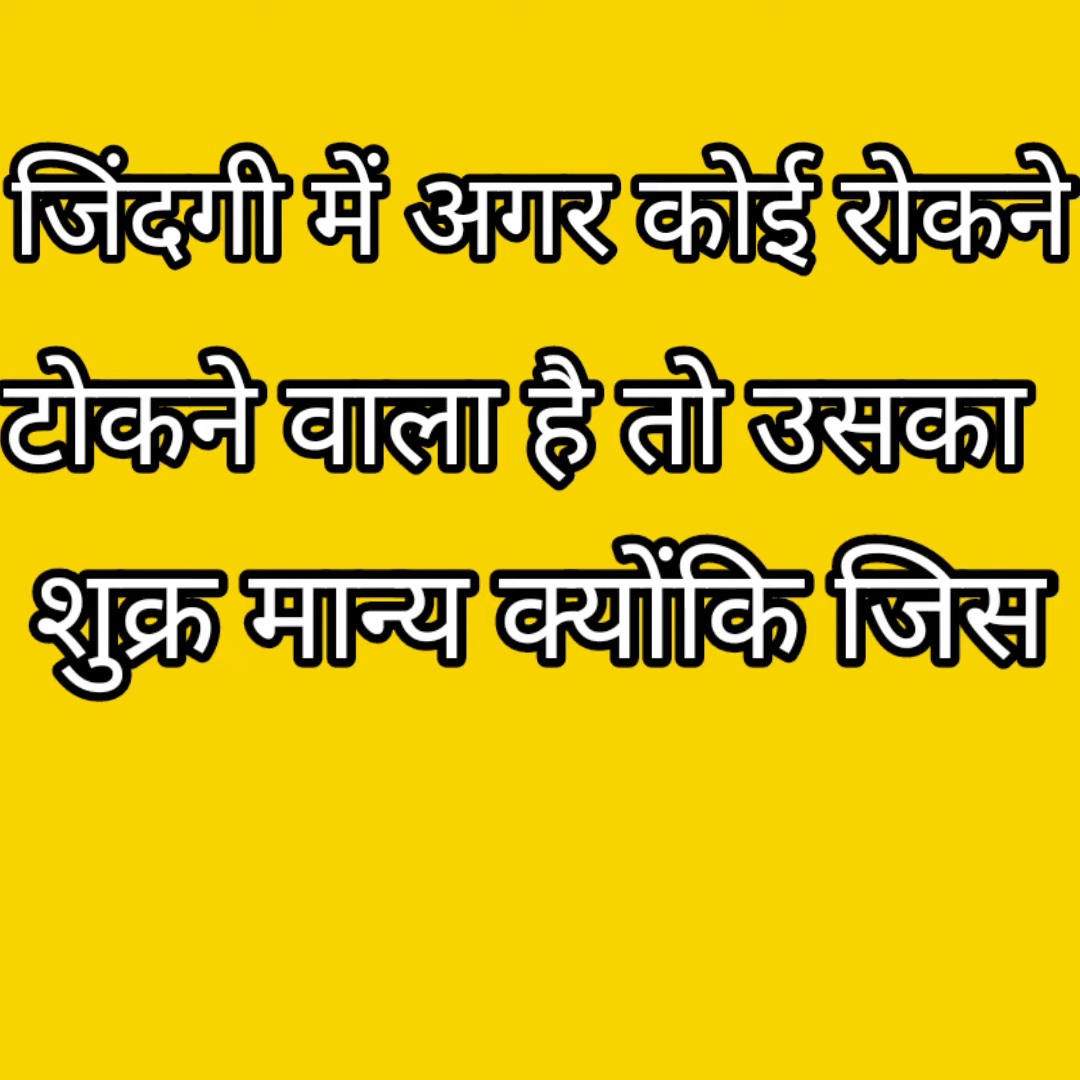 जिंदगी में अगर कोई रोकने
टोकने वाला है तो उसका
शुक्र मान्य क्योंकि जिस